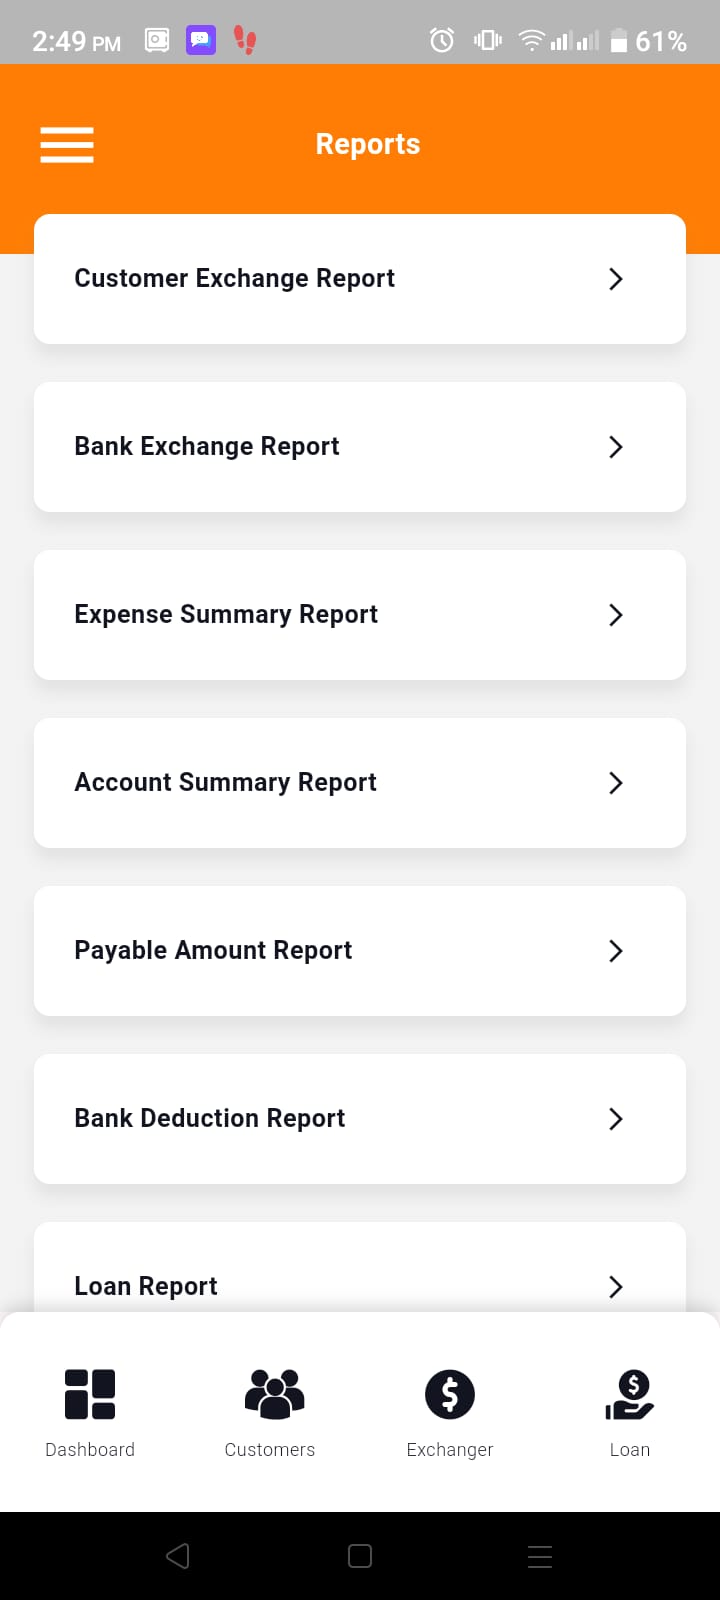 2:49 PM
61%
Reports
Customer Exchange Report
Bank Exchange Report
Expense Summary Report
Account Summary Report
Payable Amount Report
Bank Deduction Report
Loan Report
Dashboard
Customers
Exchanger
Loan